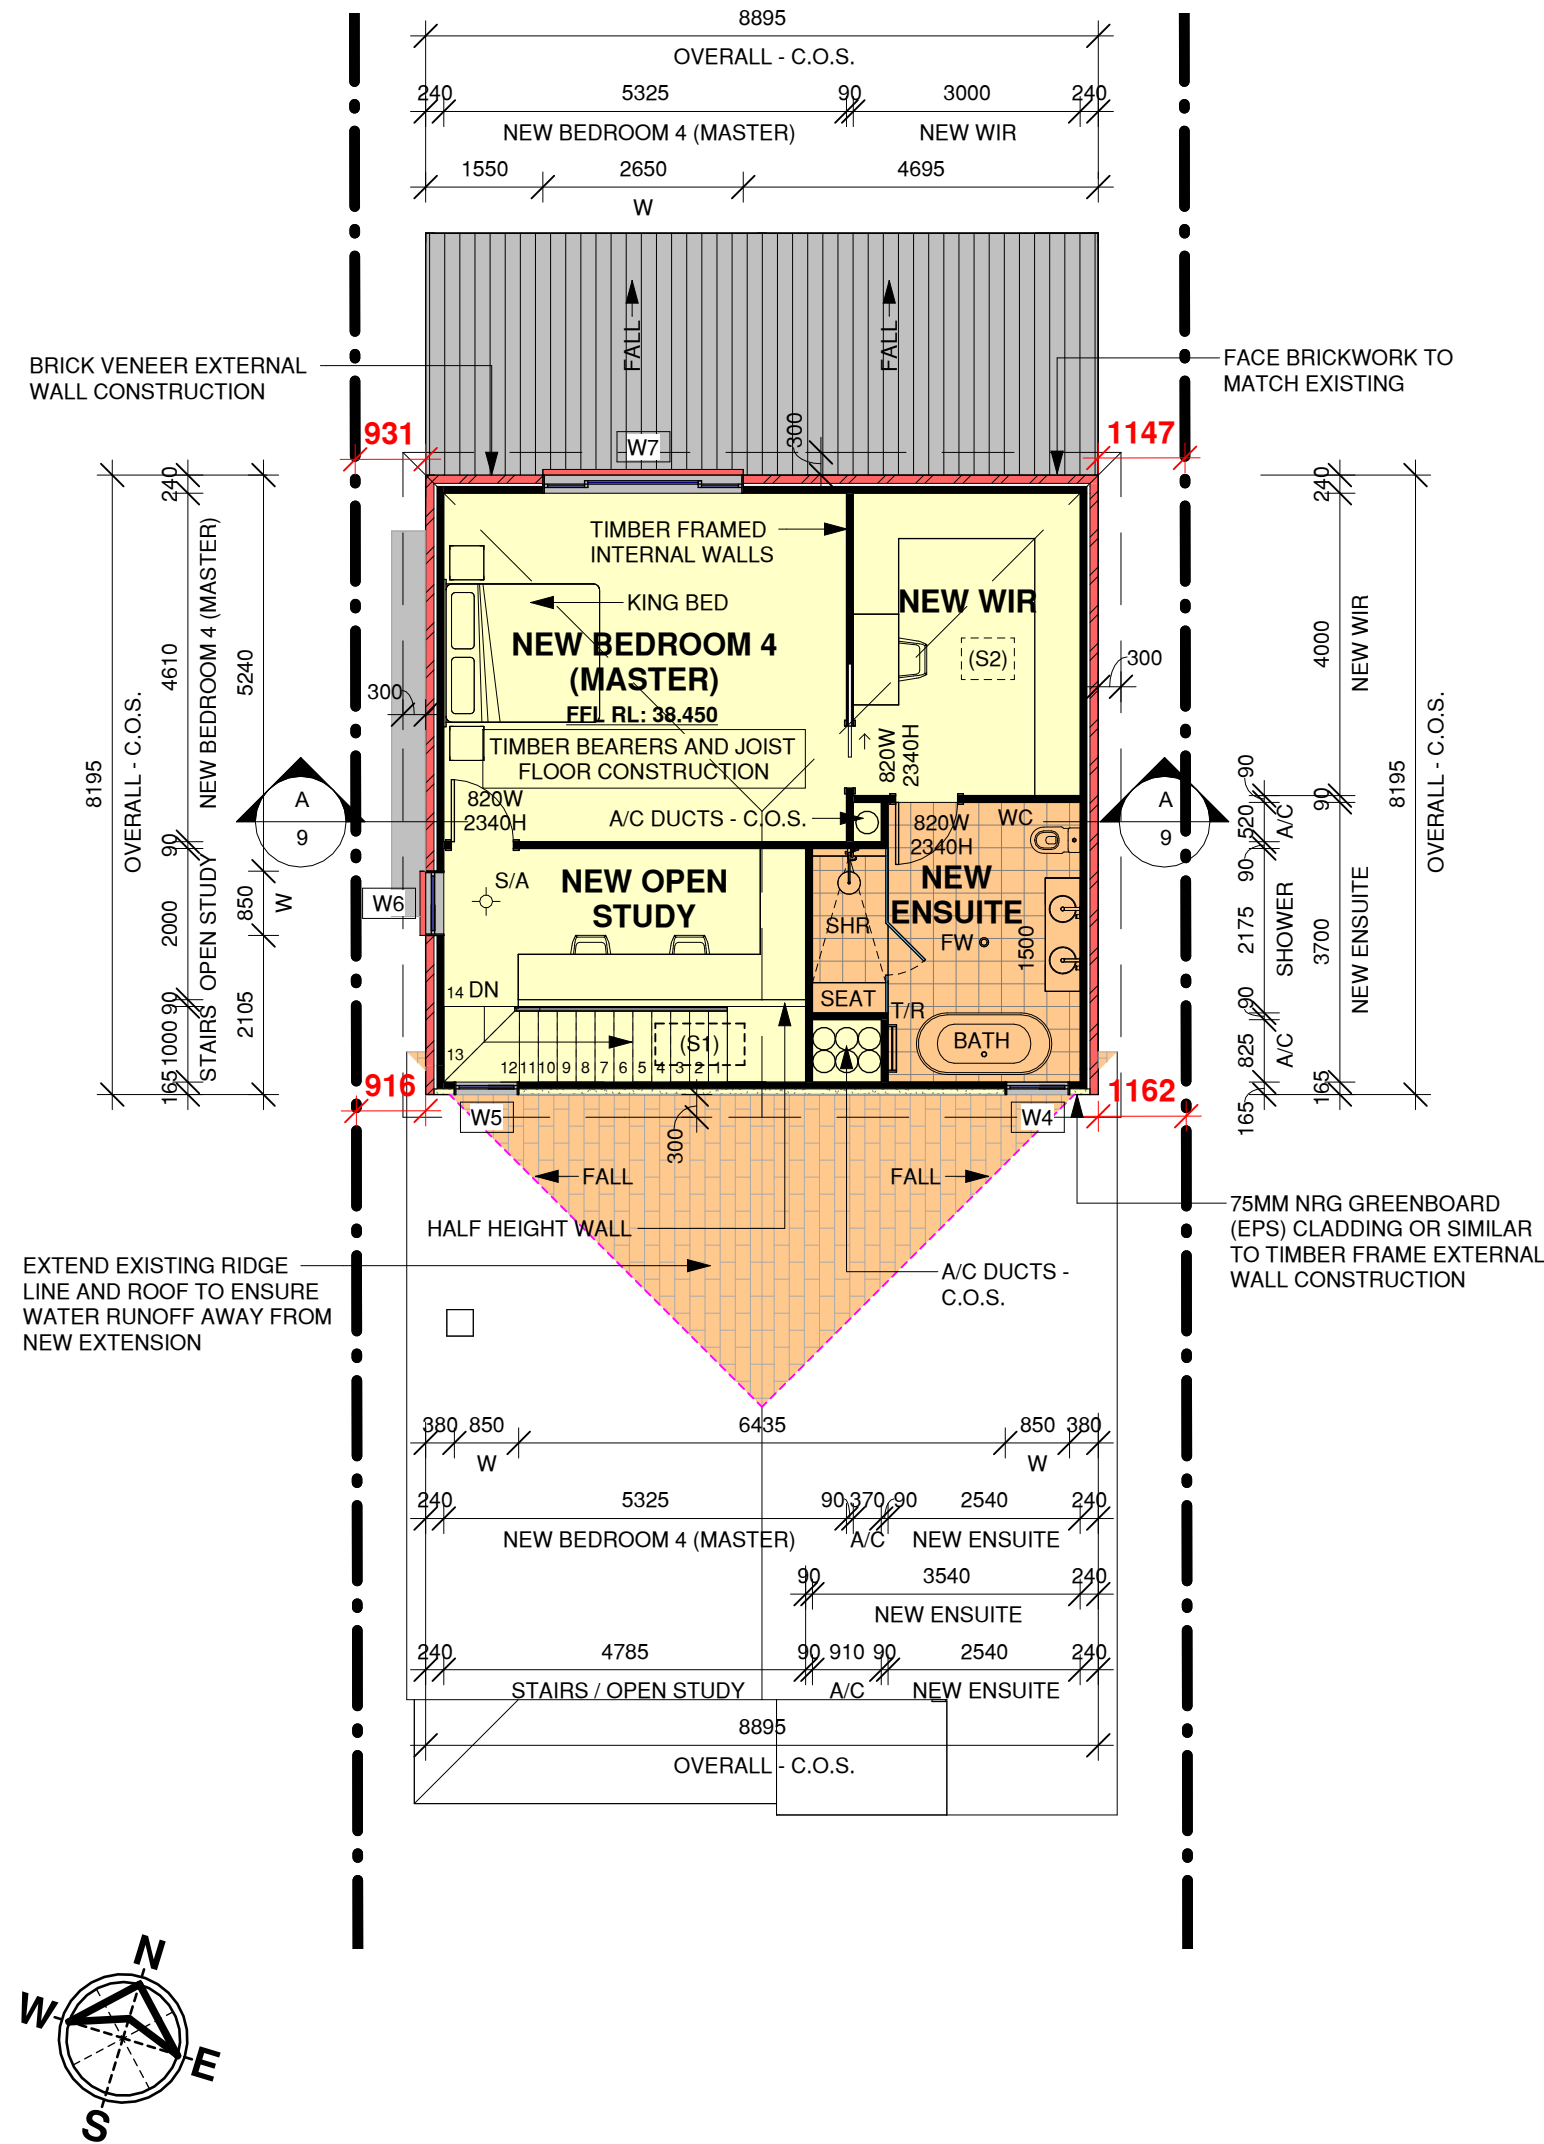 8895
OVERALL - C.O.S.
240 5325 90 3000 240
NEW BEDROOM 4 (MASTER) NEW WIR
1550 2650 4695
W
FALL FALL
BRICK VENEER EXTERNAL
WALL CONSTRUCTION
FACE BRICKWORK TO
MATCH EXISTING
931
W7
300
1147
8195
OVERALL - C.O.S.
240
4610
90
2000
90
1000
165
NEW BEDROOM 4 (MASTER)
OPEN STUDY
STAIRS
5240
850
W
2105
TIMBER FRAMED
INTERNAL WALLS
KING BED
NEW BEDROOM 4
(MASTER)
FFL RL: 38.450
TIMBER BEARERS AND JOIST
FLOOR CONSTRUCTION
NEW WIR
(S2)
300
300
820W
2340H
820W
2340H
A/C DUCTS - C.O.S.
820W
2340H
WC
A
9
A
9
W6
S/A
NEW OPEN
STUDY
NEW
ENSUITE
SHR
FW
1500
SEAT
T/R
BATH
14 DN
13
12 11 10 9 8 7 6 5 4 3 2 1
(S1)
90
520
A/C
90
2175
SHOWER
90
825
A/C
165
240
4000
NEW WIR
90
3700
NEW ENSUITE
165
8195
OVERALL - C.O.S.
916
W5
300
W4
1162
FALL FALL
HALF HEIGHT WALL
75MM NRG GREENBOARD
(EPS) CLADDING OR SIMILAR
TO TIMBER FRAME EXTERNAL
WALL CONSTRUCTION
EXTEND EXISTING RIDGE
LINE AND ROOF TO ENSURE
WATER RUNOFF AWAY FROM
NEW EXTENSION
A/C DUCTS -
C.O.S.
380 850 6435 850 380
W W
240 5325 90 370 90 2540 240
NEW BEDROOM 4 (MASTER) A/C NEW ENSUITE
90 3540 240
NEW ENSUITE
240 4785 90 910 90 2540 240
STAIRS / OPEN STUDY A/C NEW ENSUITE
8895
OVERALL - C.O.S.
N
W
E
S